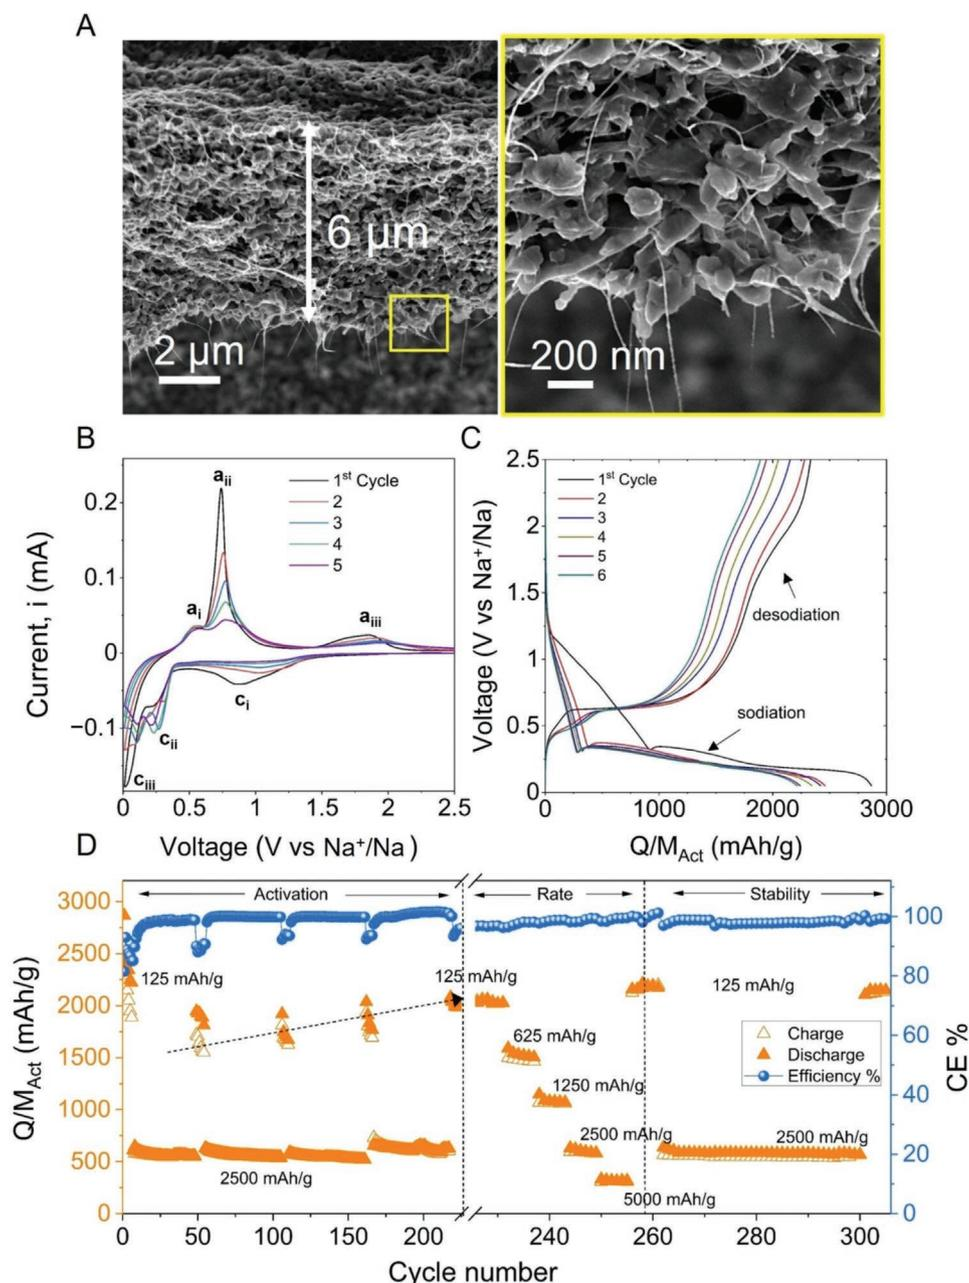 A
6 μm
2 μm
200 nm
B
0.2
0.1
0
−0.1
0
0.5
1
1.5
2
2.5
Current, i (mA)
Voltage (V vs Na⁺/Na)
1ˢᵗ Cycle
2
3
4
5
aᵢ
aᵢᵢ
aᵢᵢᵢ
cᵢ
cᵢᵢ
cᵢᵢᵢ
C
2.5
2
1.5
1
0.5
0
0
1000
2000
3000
Voltage (V vs Na⁺/Na)
Q/M_Act (mAh/g)
1ˢᵗ Cycle
2
3
4
5
6
desodiation
sodiation
D
Activation
Rate
Stability
3000
2500
2000
1500
1000
500
0
Q/M_Act (mAh/g)
125 mAh/g
125 mAh/g
125 mAh/g
625 mAh/g
1250 mAh/g
2500 mAh/g
2500 mAh/g
2500 mAh/g
5000 mAh/g
Charge
Discharge
Efficiency %
100
80
60
40
20
0
CE %
0
50
100
150
200
240
260
280
300
Cycle number